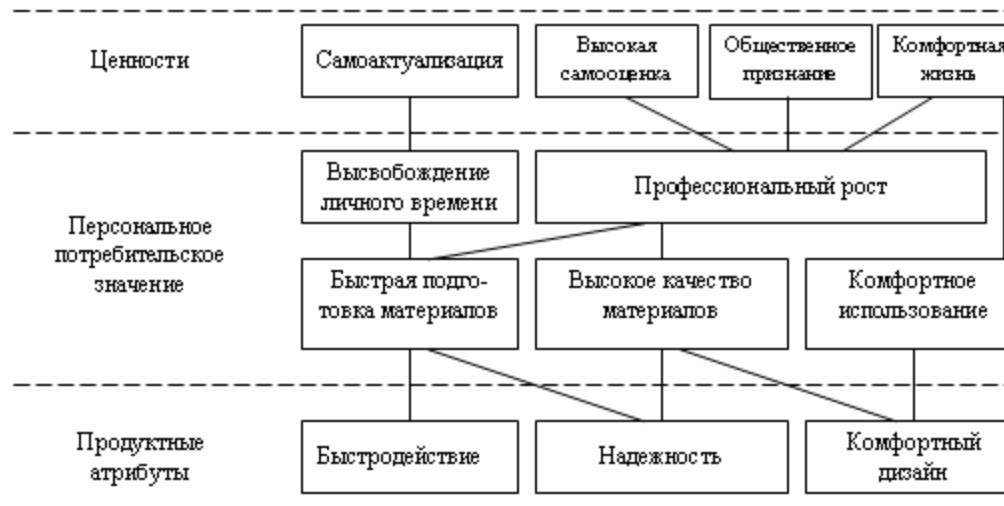 Ценности
Самоактуализация
Высокая
самооценка
Общественное
признание
Комфортная
жизнь
Персональное
потребительское
значение
Высвобождение
личного времени
Профессиональный рост
Быстрая подго-
товка материалов
Высокое качество
материалов
Комфортное
использование
Продуктные
атрибуты
Быстродействие
Надежность
Комфортный
дизайн